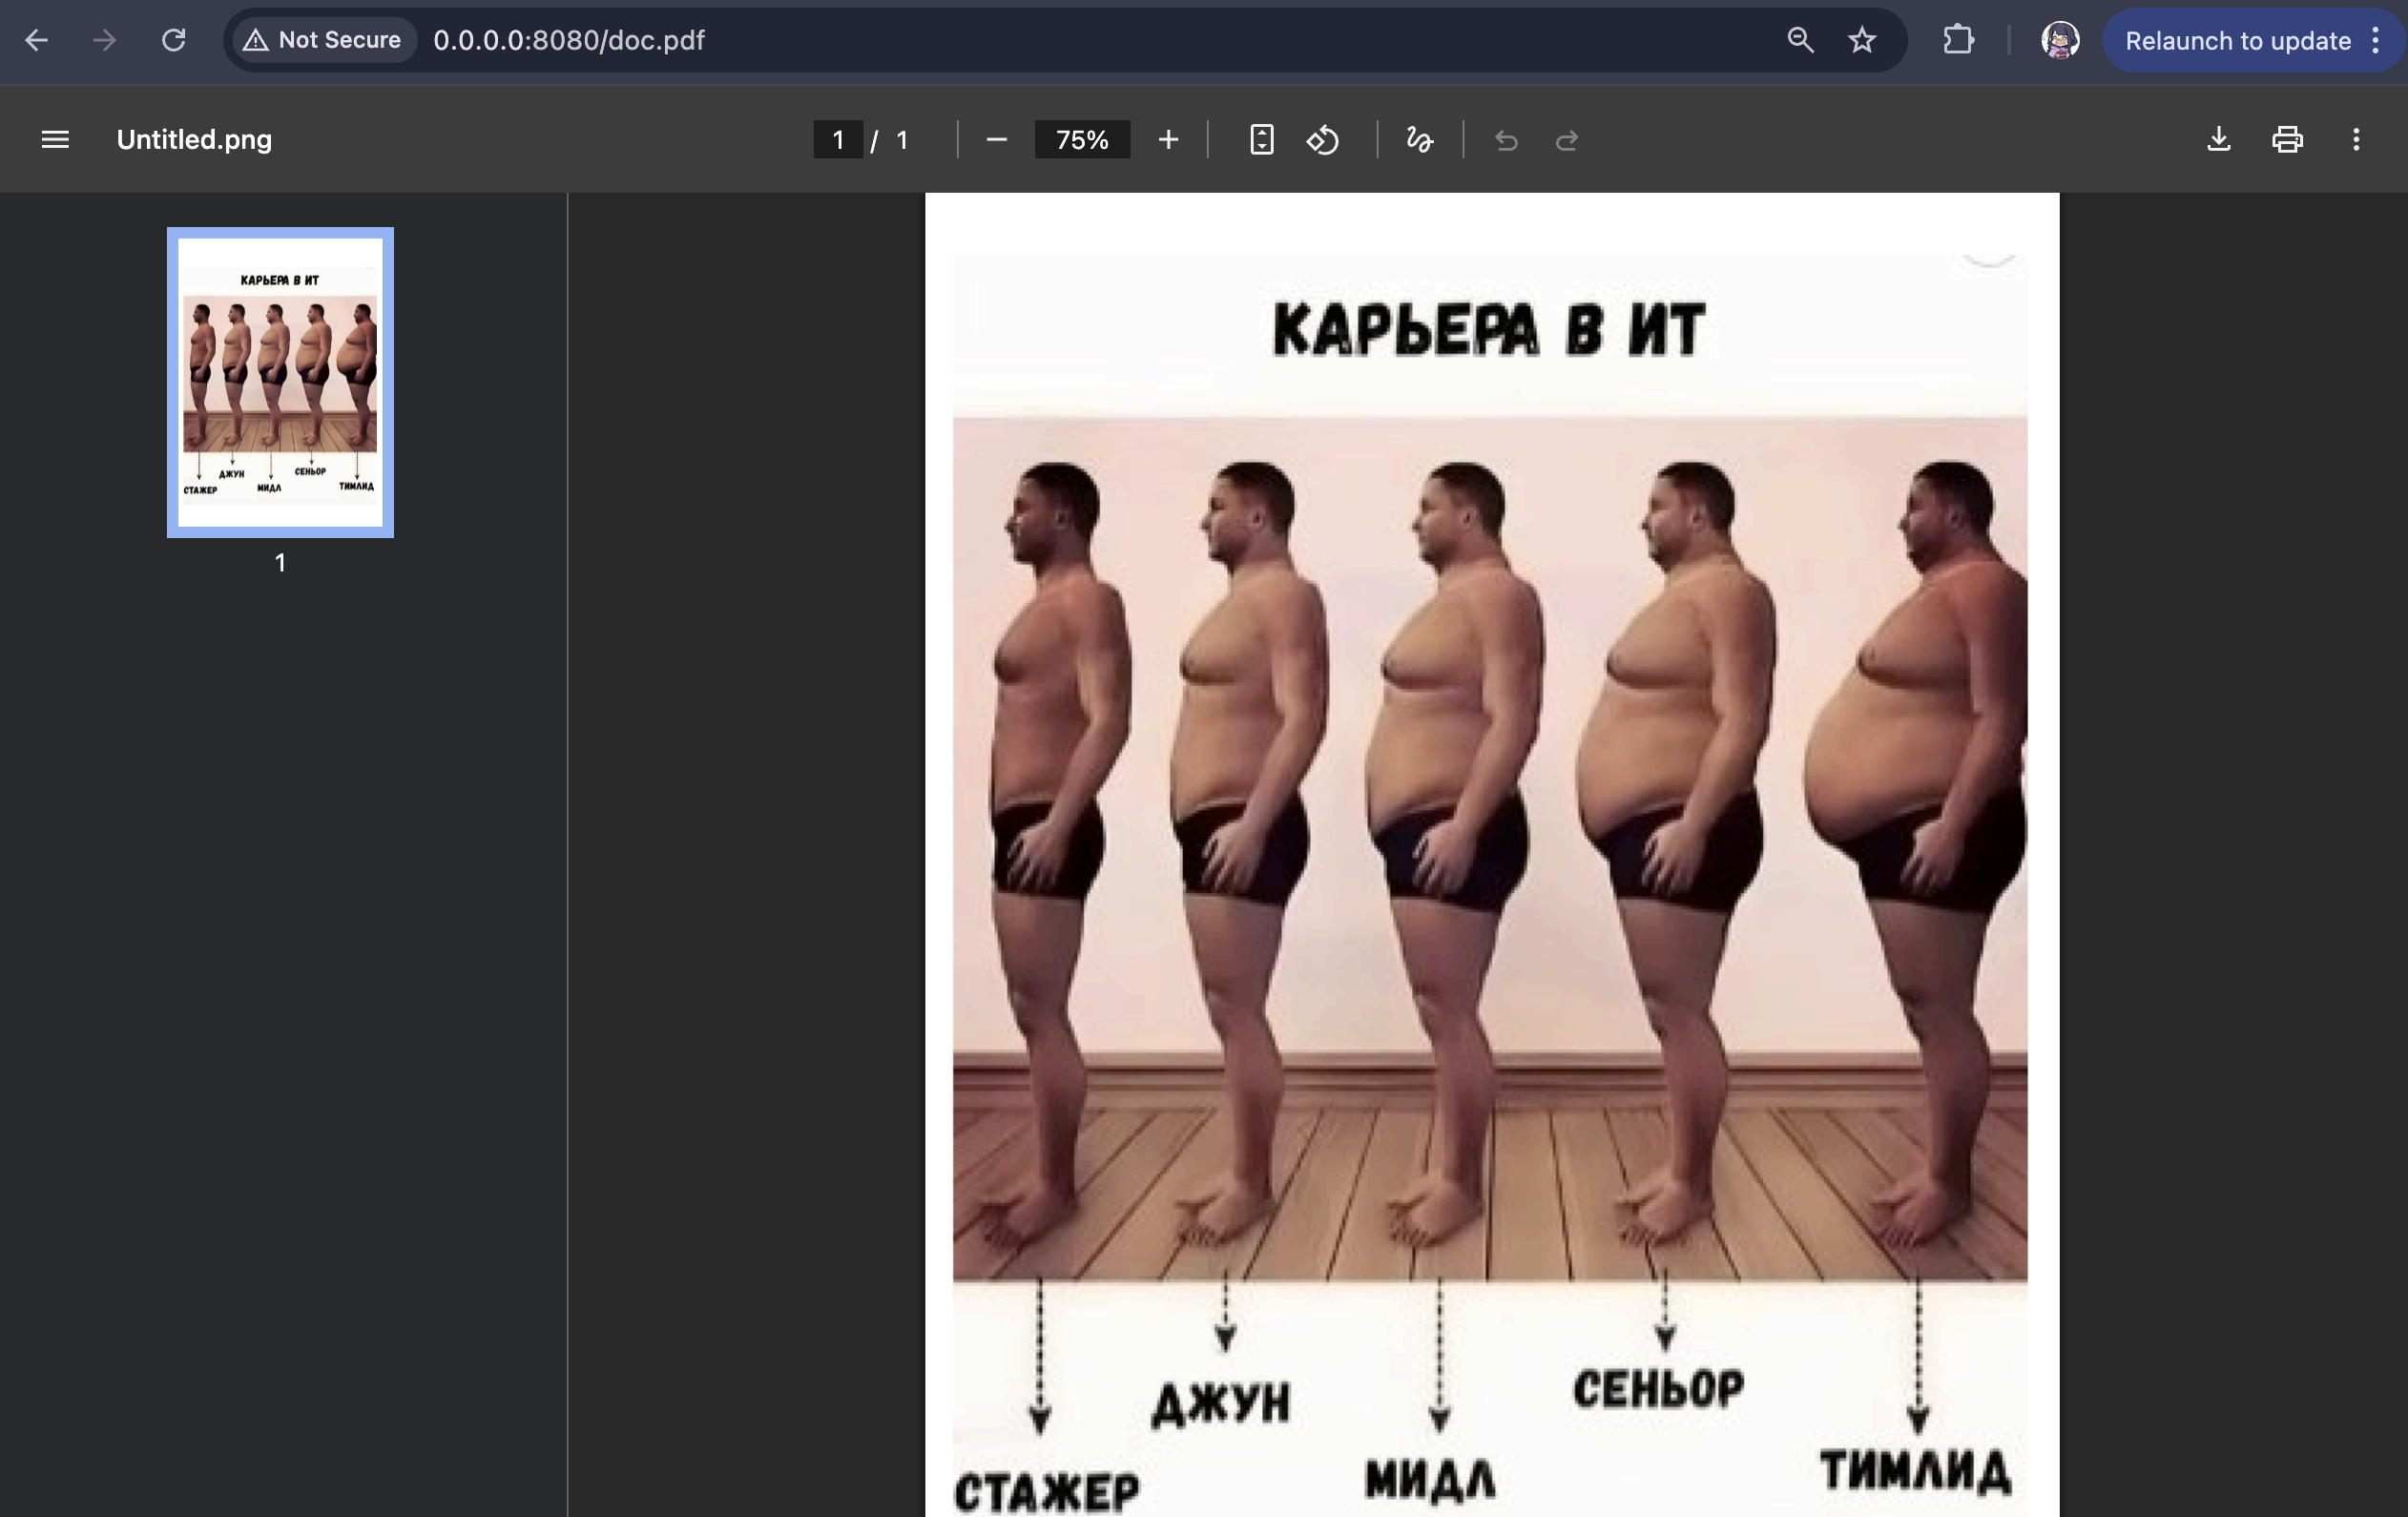 Not Secure 0.0.0.0:8080/doc.pdf Relaunch to update
Untitled.png 1 / 1 75%
КАРЬЕРА В ИТ
СТАЖЕР ДЖУН МИДЛ СЕНЬОР ТИМЛИД
1
КАРЬЕРА В ИТ
СТАЖЕР ДЖУН МИДЛ СЕНЬОР ТИМЛИД